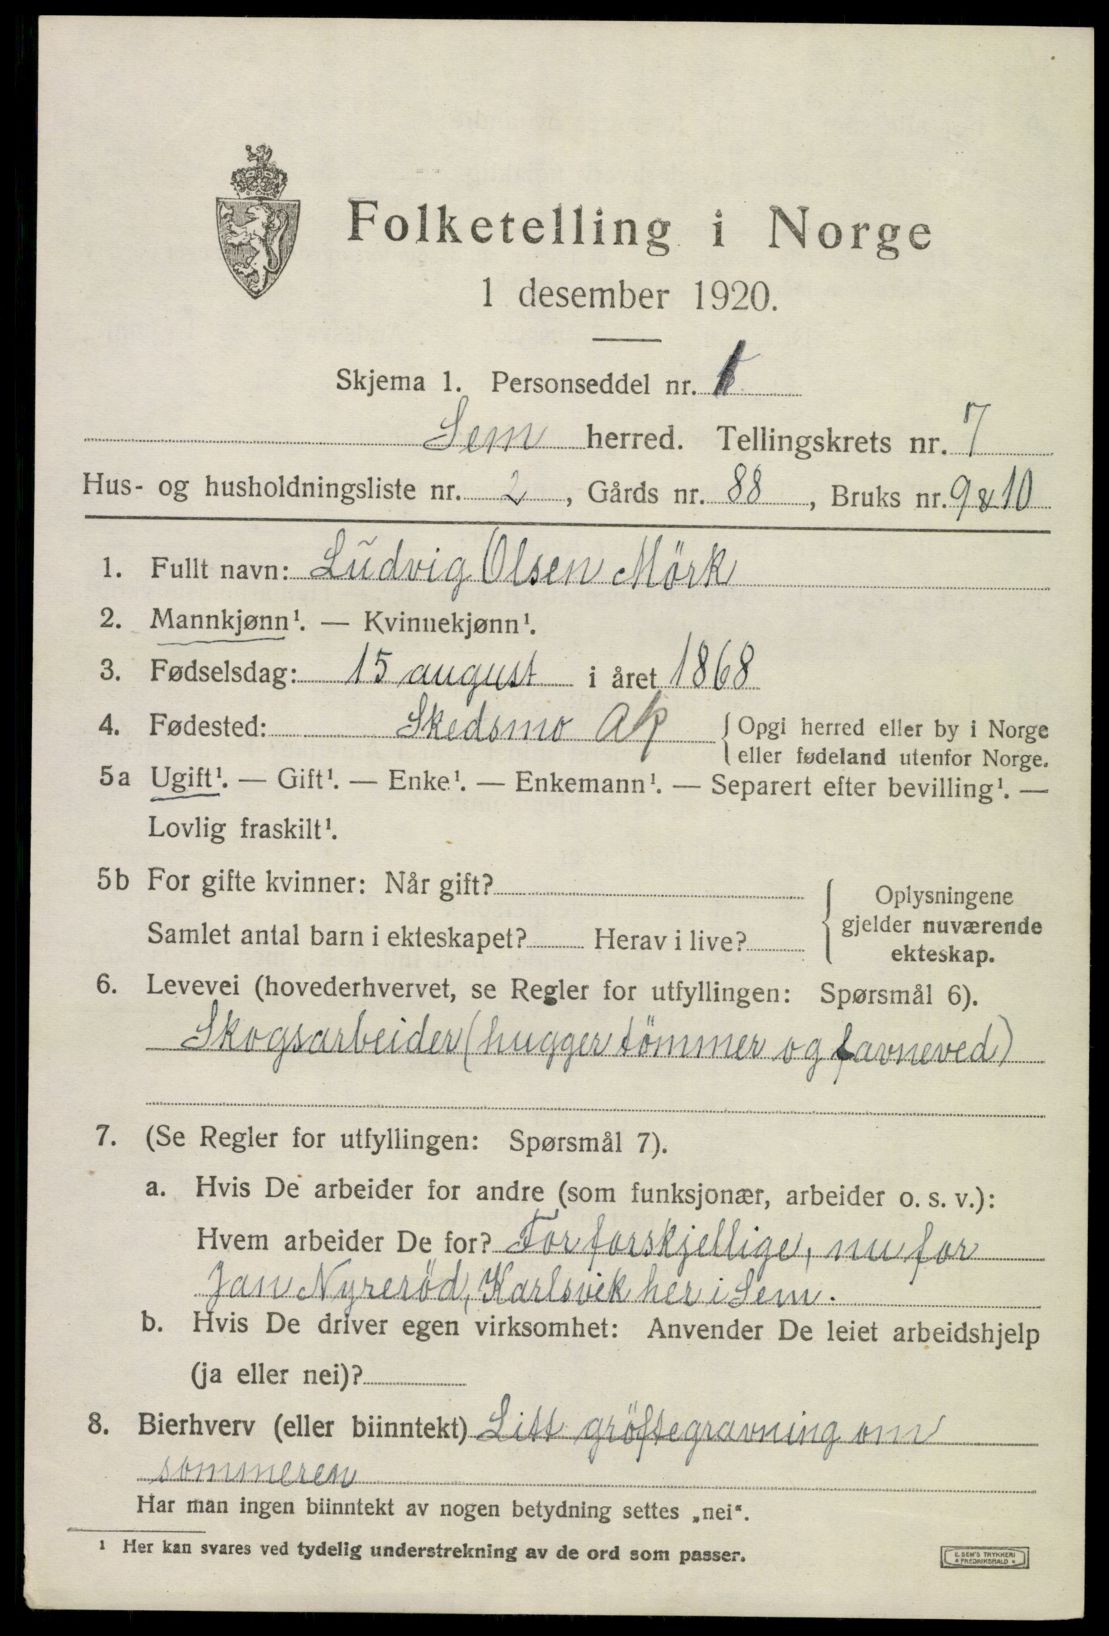 Folketelling i Norge
1 desember 1920.
Skjema 1. Personseddel nr.
Sem herred. Tellingskrets nr. 7
Hus- og husholdningsliste nr. 2, Gårds nr. 88, Bruks nr. 9 & 10
1. Fullt navn: Ludvig Olsen Mörk
2. Mannkjønn¹. — Kvinnekjønn¹.
3. Fødselsdag: 15 august i året 1868
4. Fødested: Skedsmo Ak { Opgi herred eller by i Norge
eller fødeland utenfor Norge.
5a Ugift¹. — Gift¹. — Enke¹. — Enkemann¹. — Separert efter bevilling¹. —
Lovlig fraskilt¹.
5b For gifte kvinner: Når gift?
Samlet antal barn i ekteskapet? Herav i live?
{ Oplysningene
gjelder nuværende
ekteskap.
6. Levevei (hovederhvervet, se Regler for utfyllingen: Spørsmål 6).
Skogsarbeider (hugger tömmer og favneved)
7. (Se Regler for utfyllingen: Spørsmål 7).
a. Hvis De arbeider for andre (som funksjonær, arbeider o. s. v.):
Hvem arbeider De for? For forskjellige, nu for
Jan Nyreröd, Karlsvik her i Sem.
b. Hvis De driver egen virksomhet: Anvender De leiet arbeidshjelp
(ja eller nei)?
8. Bierhverv (eller biinntekt) Litt gröftegravning om
sommeren
Har man ingen biinntekt av nogen betydning settes „nei“.
¹ Her kan svares ved tydelig understrekning av de ord som passer.
E. SEM'S TRYKKERI
FREDRIKSHALD